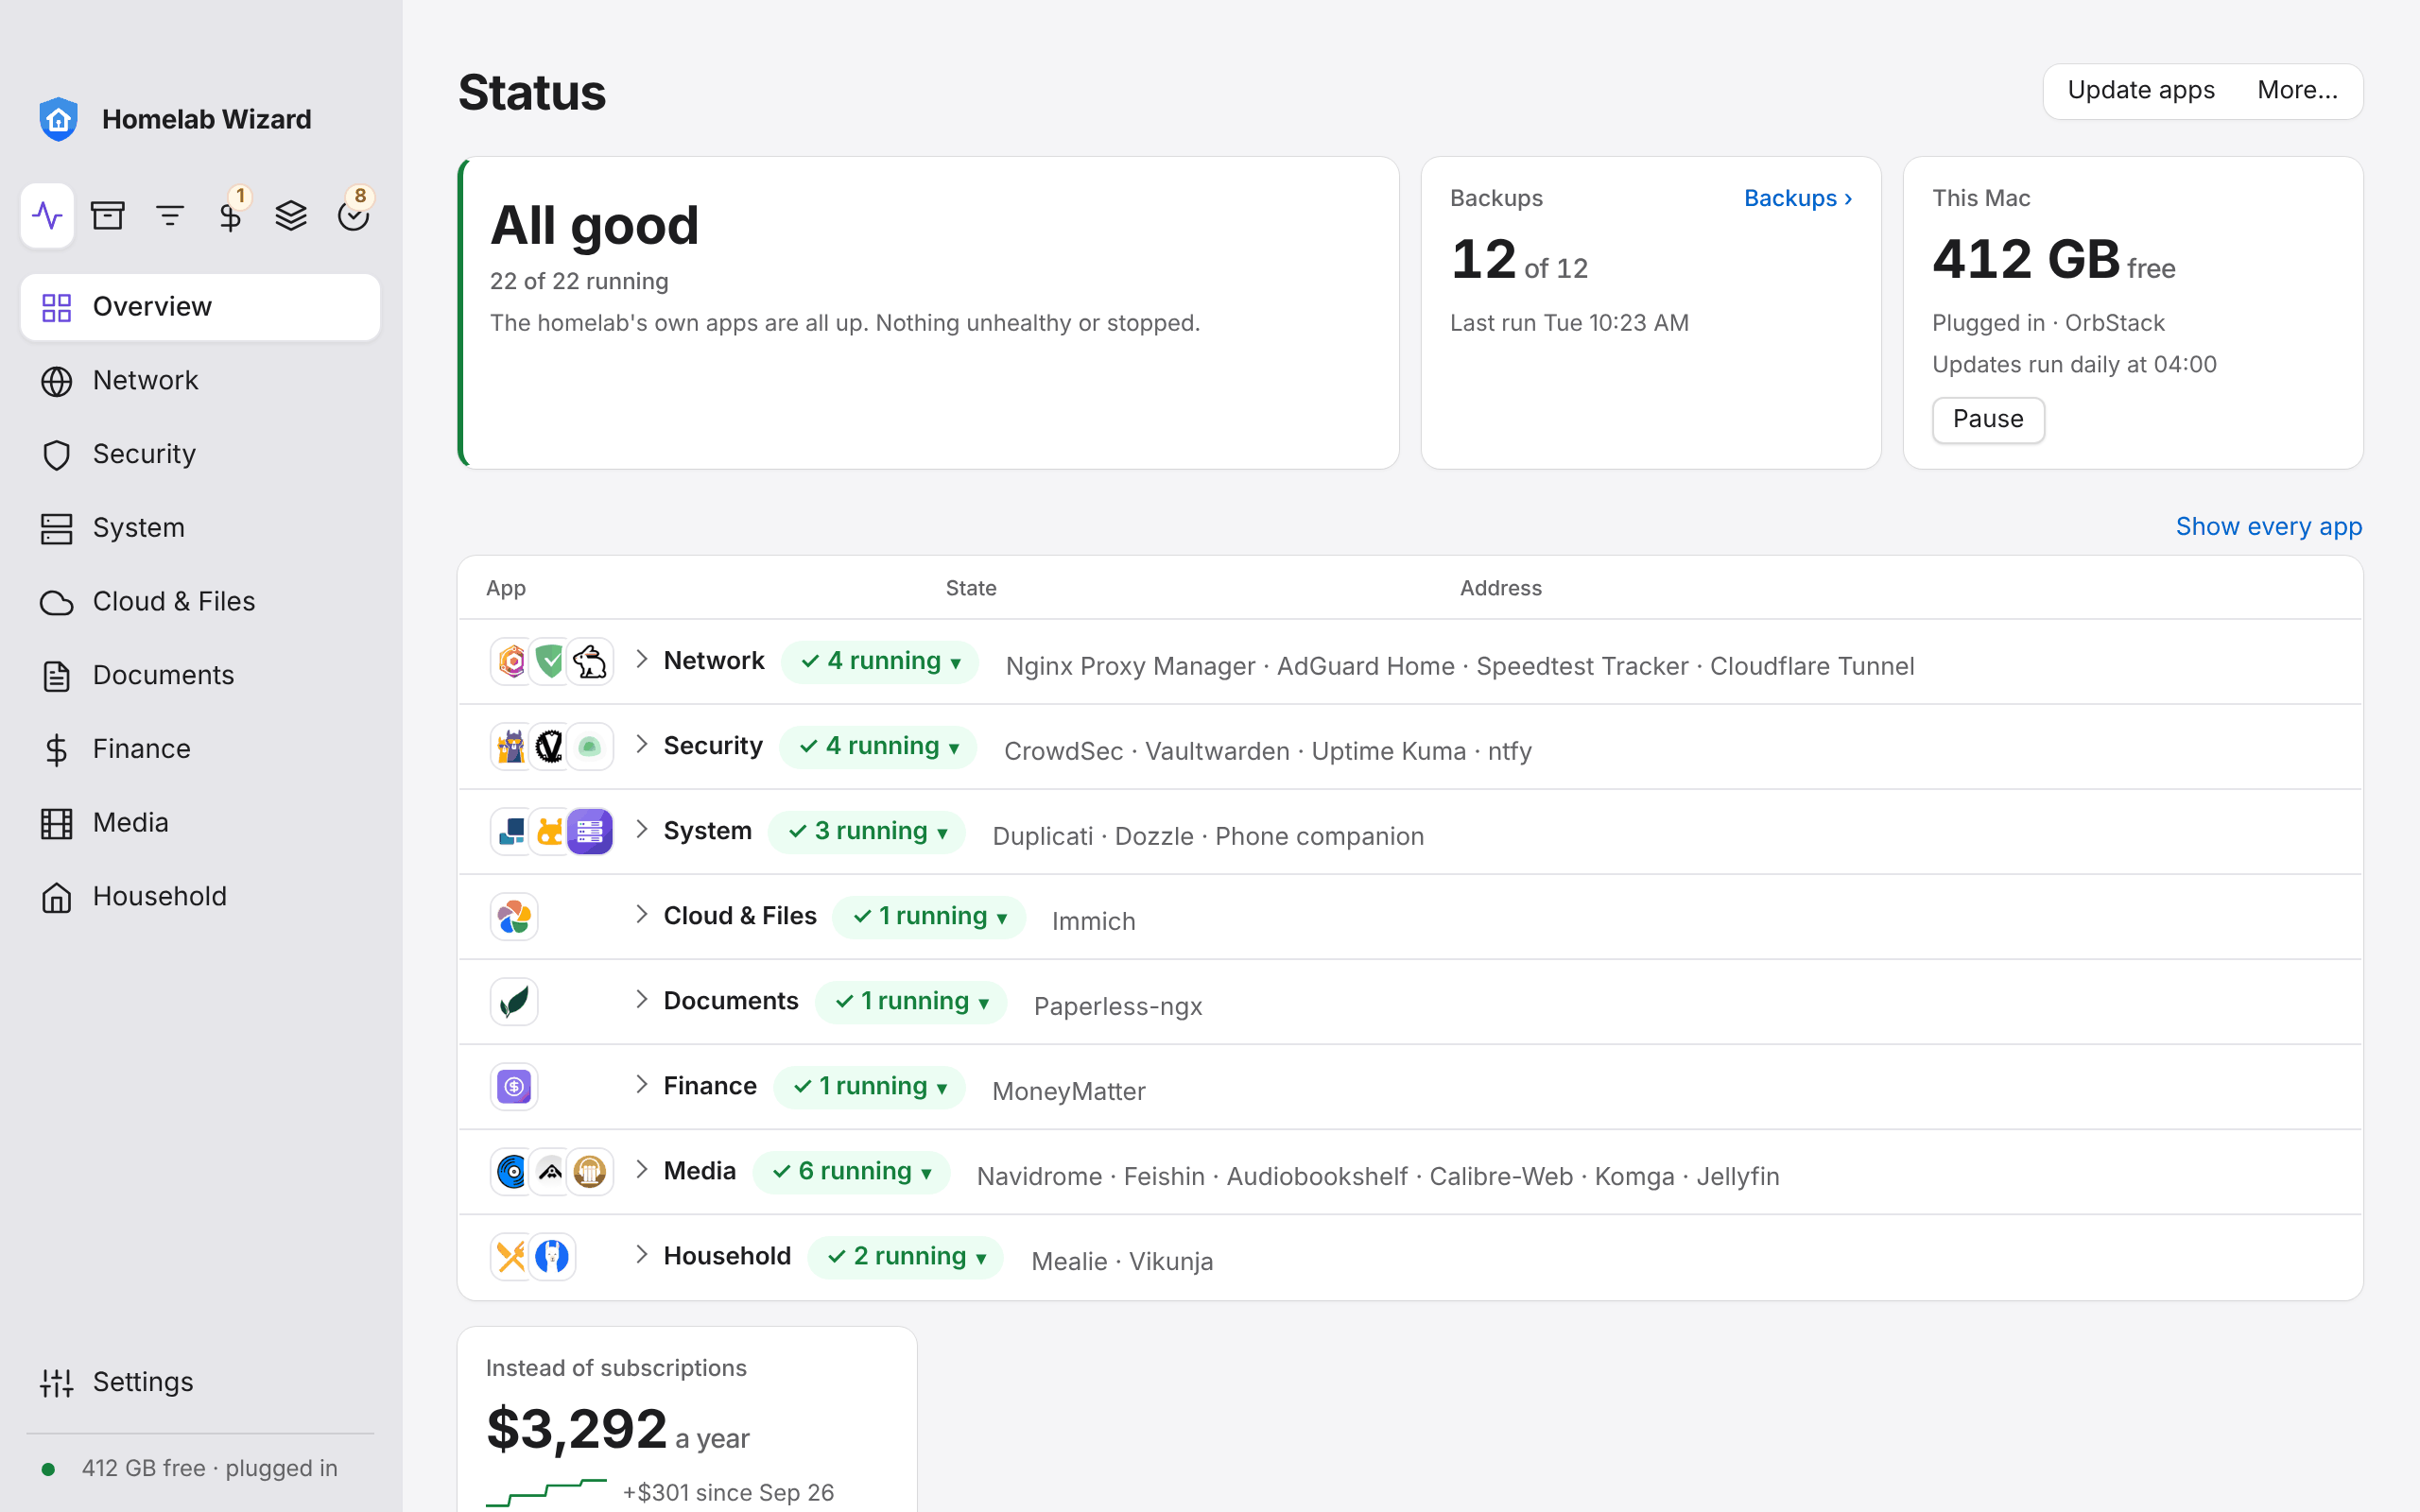 Homelab Wizard
1
8
Overview
Network
Security
System
Cloud & Files
Documents
Finance
Media
Household
Settings
412 GB free · plugged in
Status
Update apps
More...
All good
22 of 22 running
The homelab's own apps are all up. Nothing unhealthy or stopped.
Backups
Backups ›
12 of 12
Last run Tue 10:23 AM
This Mac
412 GB free
Plugged in · OrbStack
Updates run daily at 04:00
Pause
Show every app
App State Address
Network ✓ 4 running ▾ Nginx Proxy Manager · AdGuard Home · Speedtest Tracker · Cloudflare Tunnel
Security ✓ 4 running ▾ CrowdSec · Vaultwarden · Uptime Kuma · ntfy
System ✓ 3 running ▾ Duplicati · Dozzle · Phone companion
Cloud & Files ✓ 1 running ▾ Immich
Documents ✓ 1 running ▾ Paperless-ngx
Finance ✓ 1 running ▾ MoneyMatter
Media ✓ 6 running ▾ Navidrome · Feishin · Audiobookshelf · Calibre-Web · Komga · Jellyfin
Household ✓ 2 running ▾ Mealie · Vikunja
Instead of subscriptions
$3,292 a year
+$301 since Sep 26